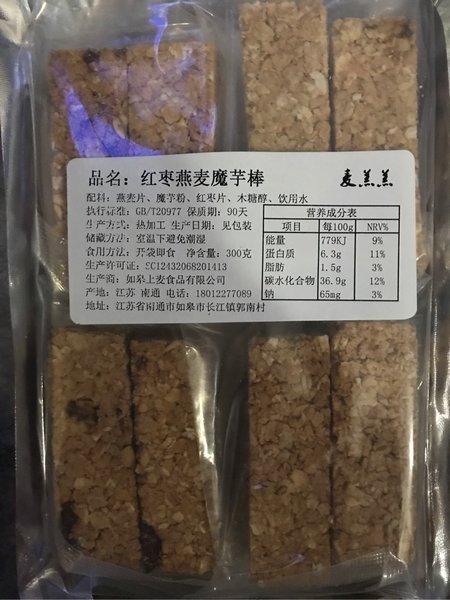 品名：红枣燕麦魔芋棒
麦羔羔
配料：燕麦片、魔芋粉、红枣片、木糖醇、饮用水
执行标准：GB/T20977 保质期：90天
生产方式：热加工 生产日期：见包装
储藏方法：室温下避免潮湿
食用方法：开袋即食 净含量：300克
生产许可证：SC12432068201413
生产商：如皋上麦食品有限公司
产地：江苏 南通 电话：18012277089
地址：江苏省南通市如皋市长江镇郭南村
营养成分表
项目 每100g NRV%
能量 779KJ 9%
蛋白质 6.3g 11%
脂肪 1.5g 3%
碳水化合物 36.9g 12%
钠 65mg 3%